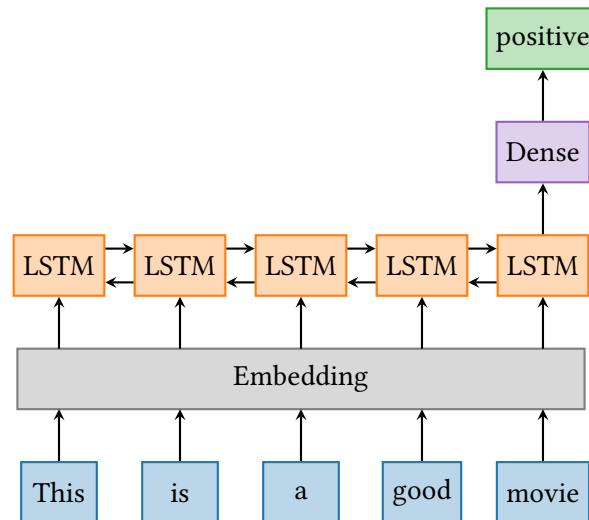 positive
Dense
LSTM LSTM LSTM LSTM LSTM
Embedding
This is a good movie